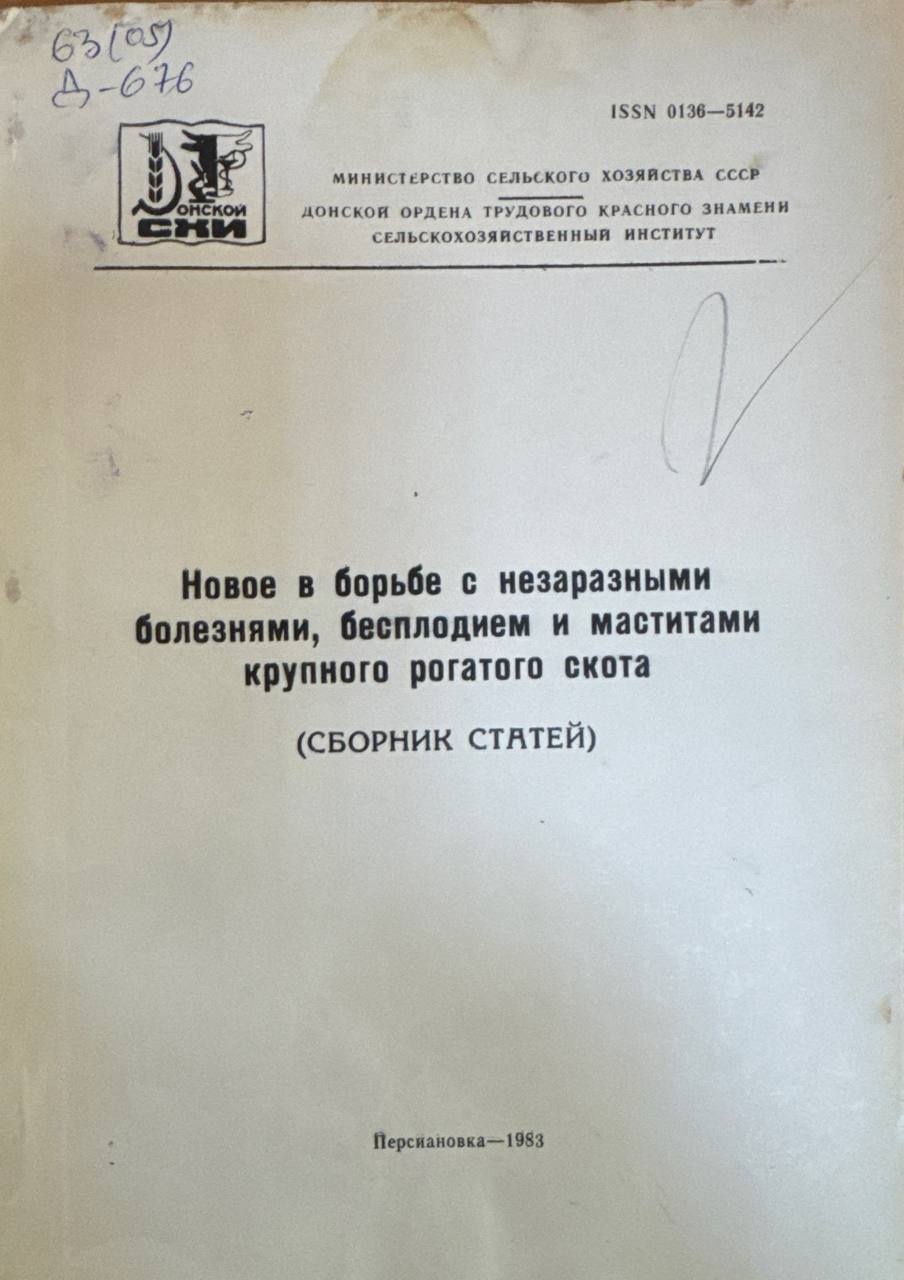 63(05)
Д-676
ISSN 0136—5142
ОНСКОЙ
СХИ
МИНИСТЕРСТВО СЕЛЬСКОГО ХОЗЯЙСТВА СССР
ДОНСКОЙ ОРДЕНА ТРУДОВОГО КРАСНОГО ЗНАМЕНИ
СЕЛЬСКОХОЗЯЙСТВЕННЫЙ ИНСТИТУТ
Новое в борьбе с незаразными
болезнями, бесплодием и маститами
крупного рогатого скота
(СБОРНИК СТАТЕЙ)
Персиановка—1983